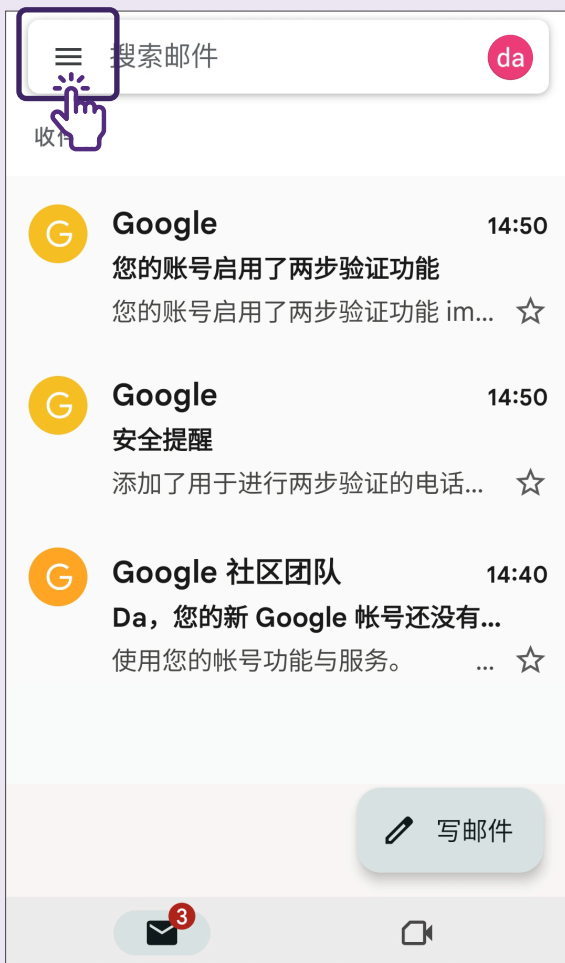 搜索邮件
da
收件
G
Google
14:50
您的账号启用了两步验证功能
您的账号启用了两步验证功能 im...
G
Google
14:50
安全提醒
添加了用于进行两步验证的电话...
G
Google 社区团队
14:40
Da，您的新 Google 帐号还没有...
使用您的帐号功能与服务。 ...
写邮件
3